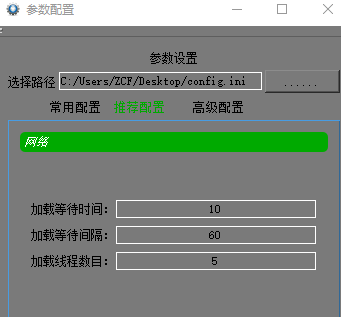 参数配置
参数设置
选择路径 C:/Users/ZCF/Desktop/config.ini ......
常用配置 推荐配置 高级配置
网络
加载等待时间: 10
加载等待间隔: 60
加载线程数目: 5